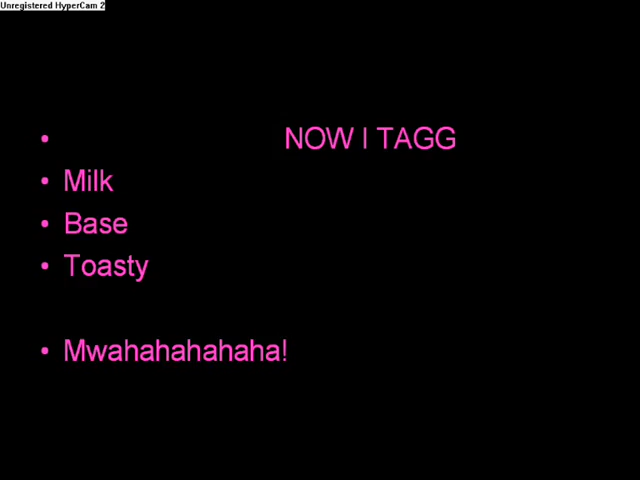 Unregistered HyperCam 2
• NOW I TAGG
• Milk
• Base
• Toasty
• Mwahahahahaha!